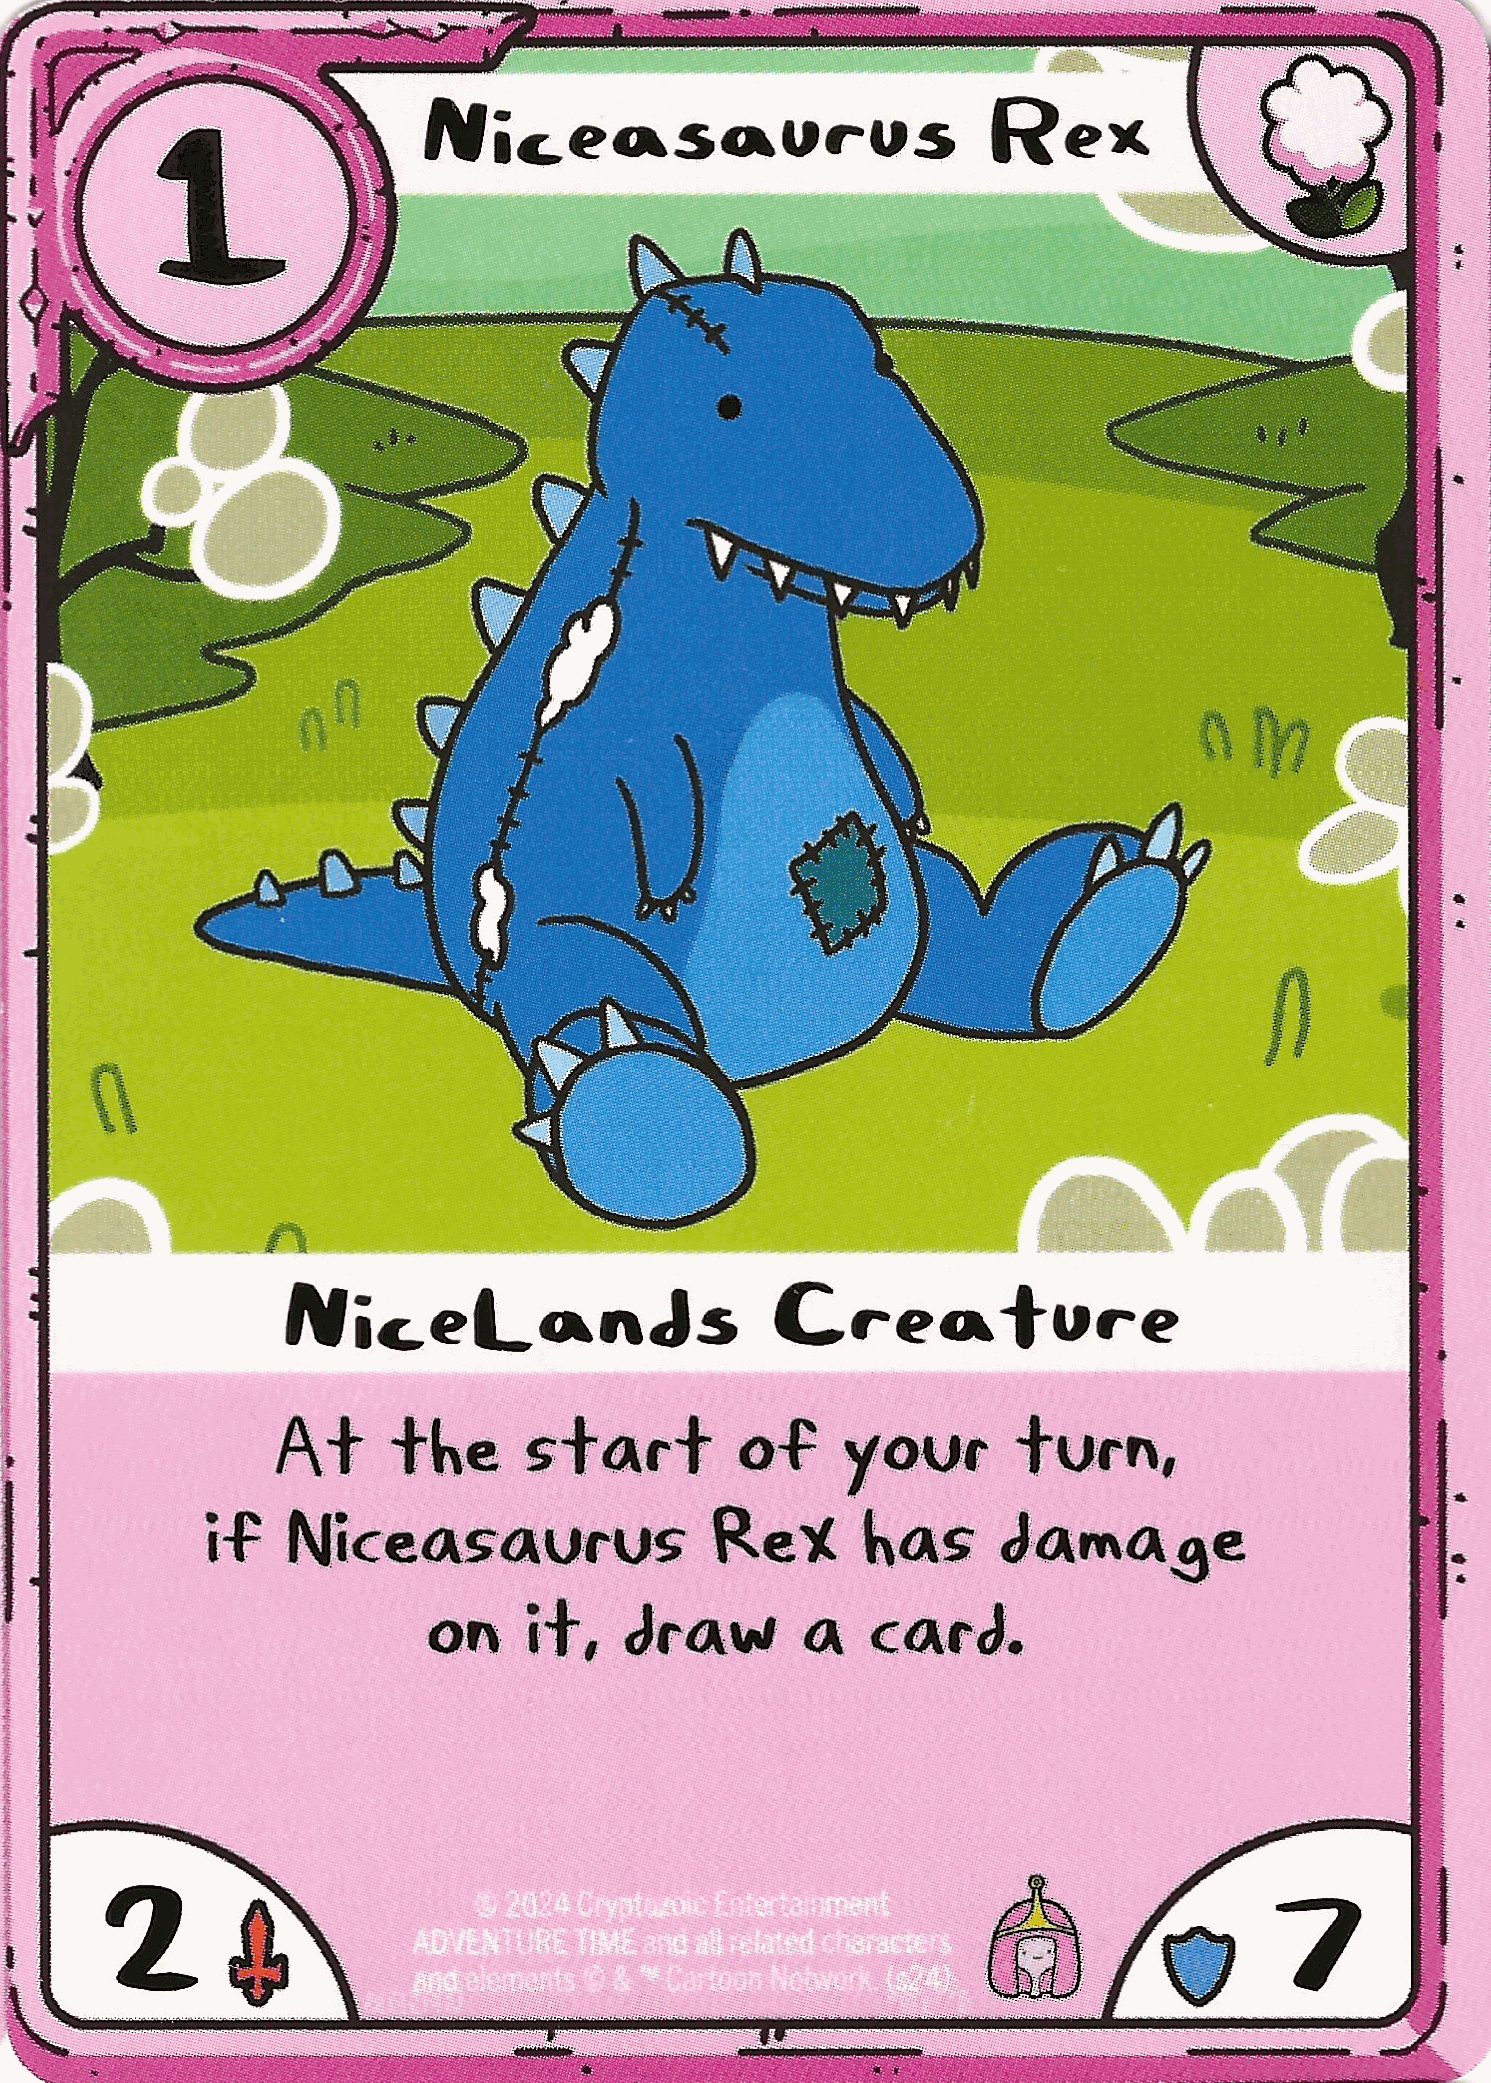 1
Niceasaurus Rex
NiceLands Creature
At the start of your turn,
if Niceasaurus Rex has damage
on it, draw a card.
2
© 2024 Cryptozoic Entertainment
ADVENTURE TIME and all related characters
and elements © & ™ Cartoon Network. (s24)
7